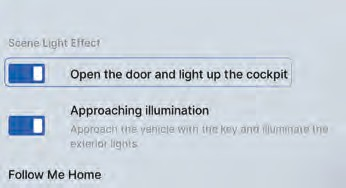 Scene Light Effect
Open the door and light up the cockpit
Approaching illumination
Approach the vehicle with the key and illuminate the
exterior lights
Follow Me Home